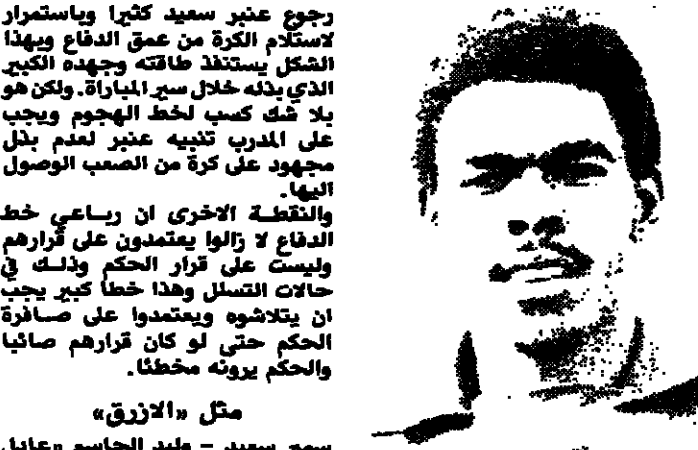 رجوع عنبر سعيد كثيرا وباستمرار
لاستلام الكرة من عمق الدفاع وبهذا
الشكل يستنفذ طاقته وجهده الكبير
الذي بذله خلال سير المباراة. ولكن هو
بلا شك كسب لخط الهجوم ويجب
على المدرب تنبيه عنبر لعدم بذل
مجهود على كرة من الصعب الوصول
اليها.
والنقطة الاخرى ان رباعي خط
الدفاع لا زالوا يعتمدون على قرارهم
وليست على قرار الحكم وذلك في
حالات التسلل وهذا خطأ كبير يجب
ان يتلاشوه ويعتمدوا على صافرة
الحكم حتى لو كان قرارهم صائبا
والحكم يرونه مخطئا.
مثل «الازرق»
سعيد – وليد الجاسم